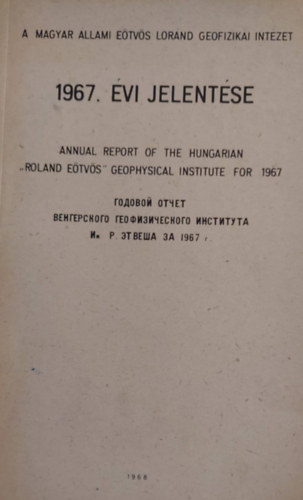 A MAGYAR ÁLLAMI EÖTVÖS LORÁND GEOFIZIKAI INTÉZET
1967. ÉVI JELENTÉSE
ANNUAL REPORT OF THE HUNGARIAN
„ROLAND EÖTVÖS" GEOPHYSICAL INSTITUTE FOR 1967
ГОДОВОЙ ОТЧЕТ
ВЕНГЕРСКОГО ГЕОФИЗИЧЕСКОГО ИНСТИТУТА
Им Р. ЭТВЕША ЗА 1967 г.
1968